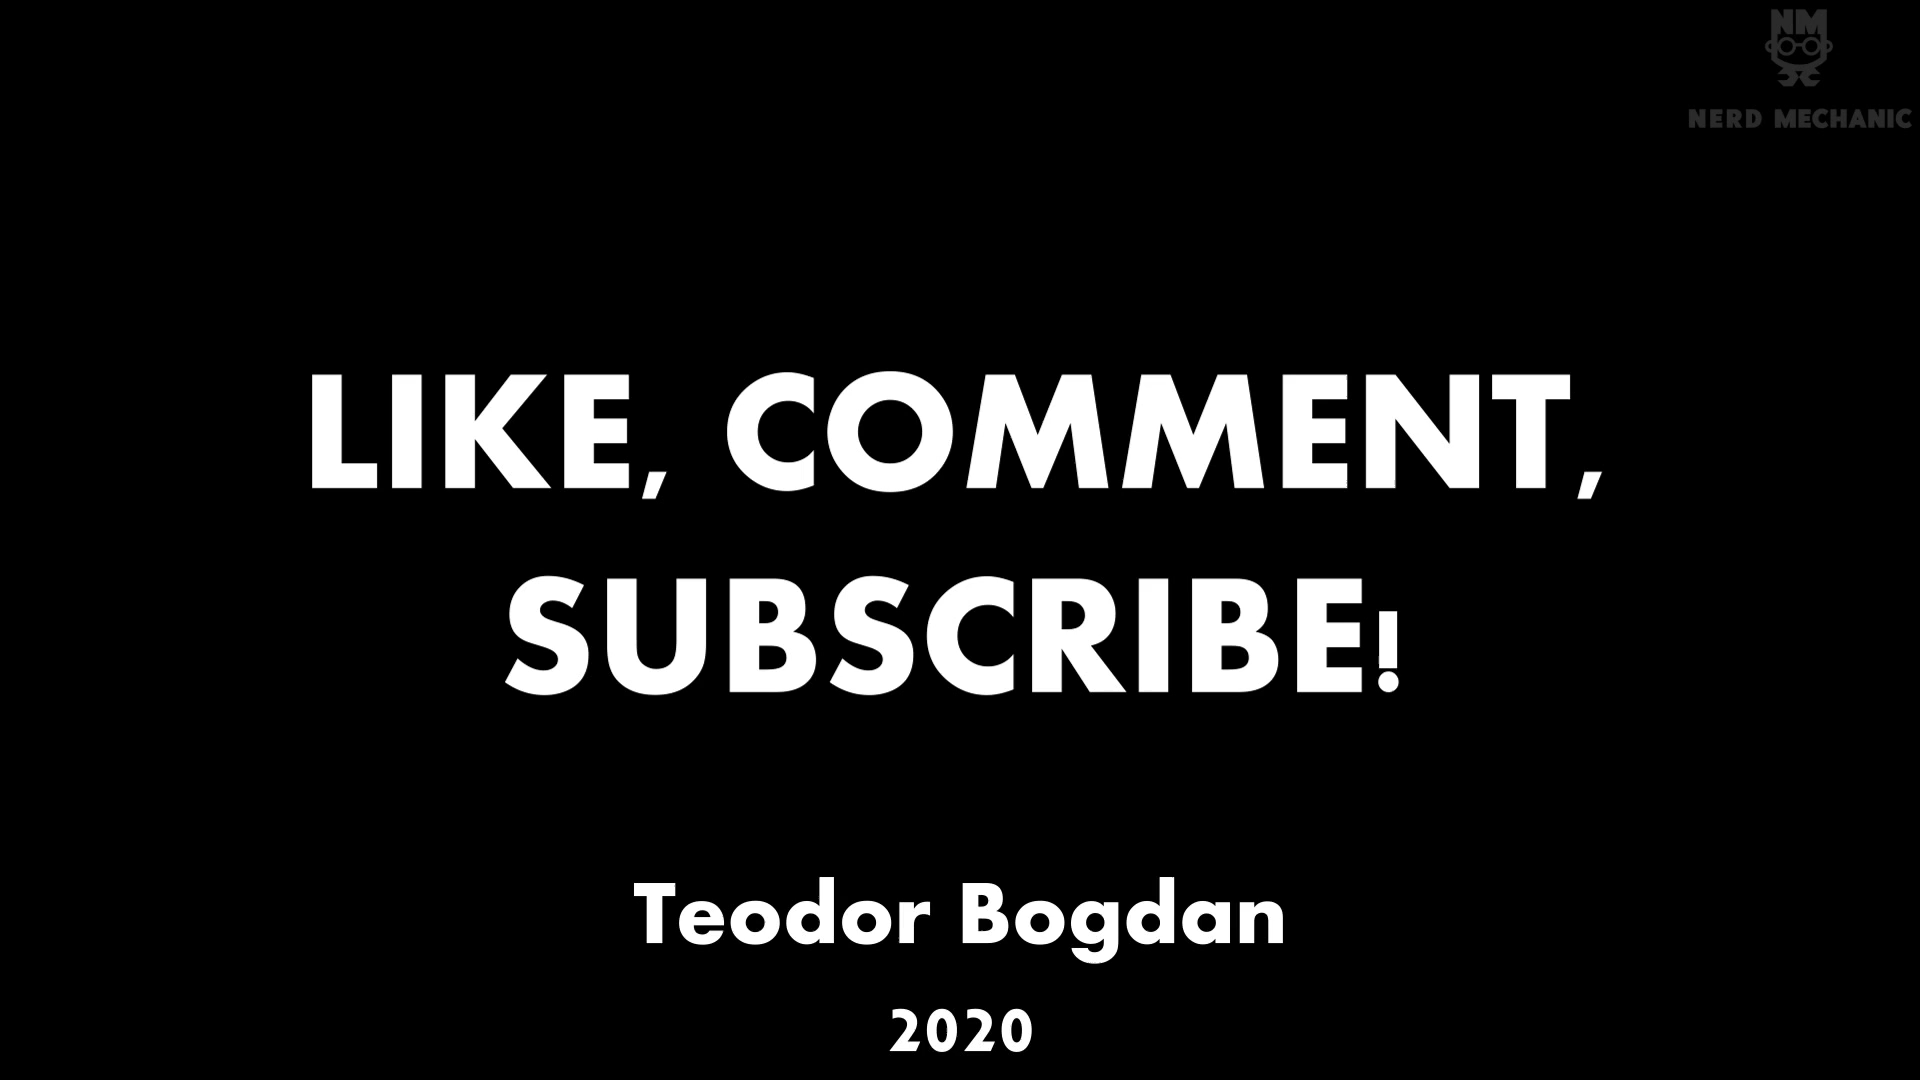 NM
NERD MECHANIC
LIKE, COMMENT,
SUBSCRIBE!
Teodor Bogdan
2020